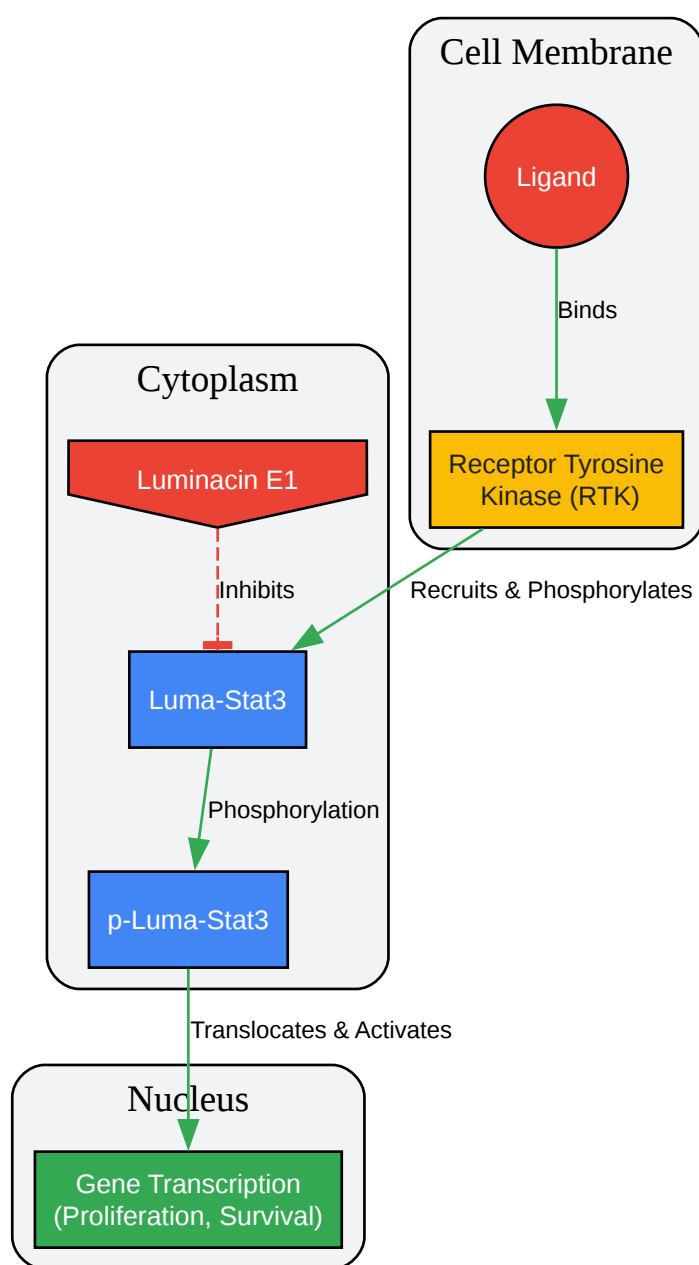 Cell Membrane
Ligand
Binds
Receptor Tyrosine
Kinase (RTK)
Cytoplasm
Luminacin E1
Inhibits
Recruits & Phosphorylates
Luma-Stat3
Phosphorylation
p-Luma-Stat3
Translocates & Activates
Nucleus
Gene Transcription
(Proliferation, Survival)